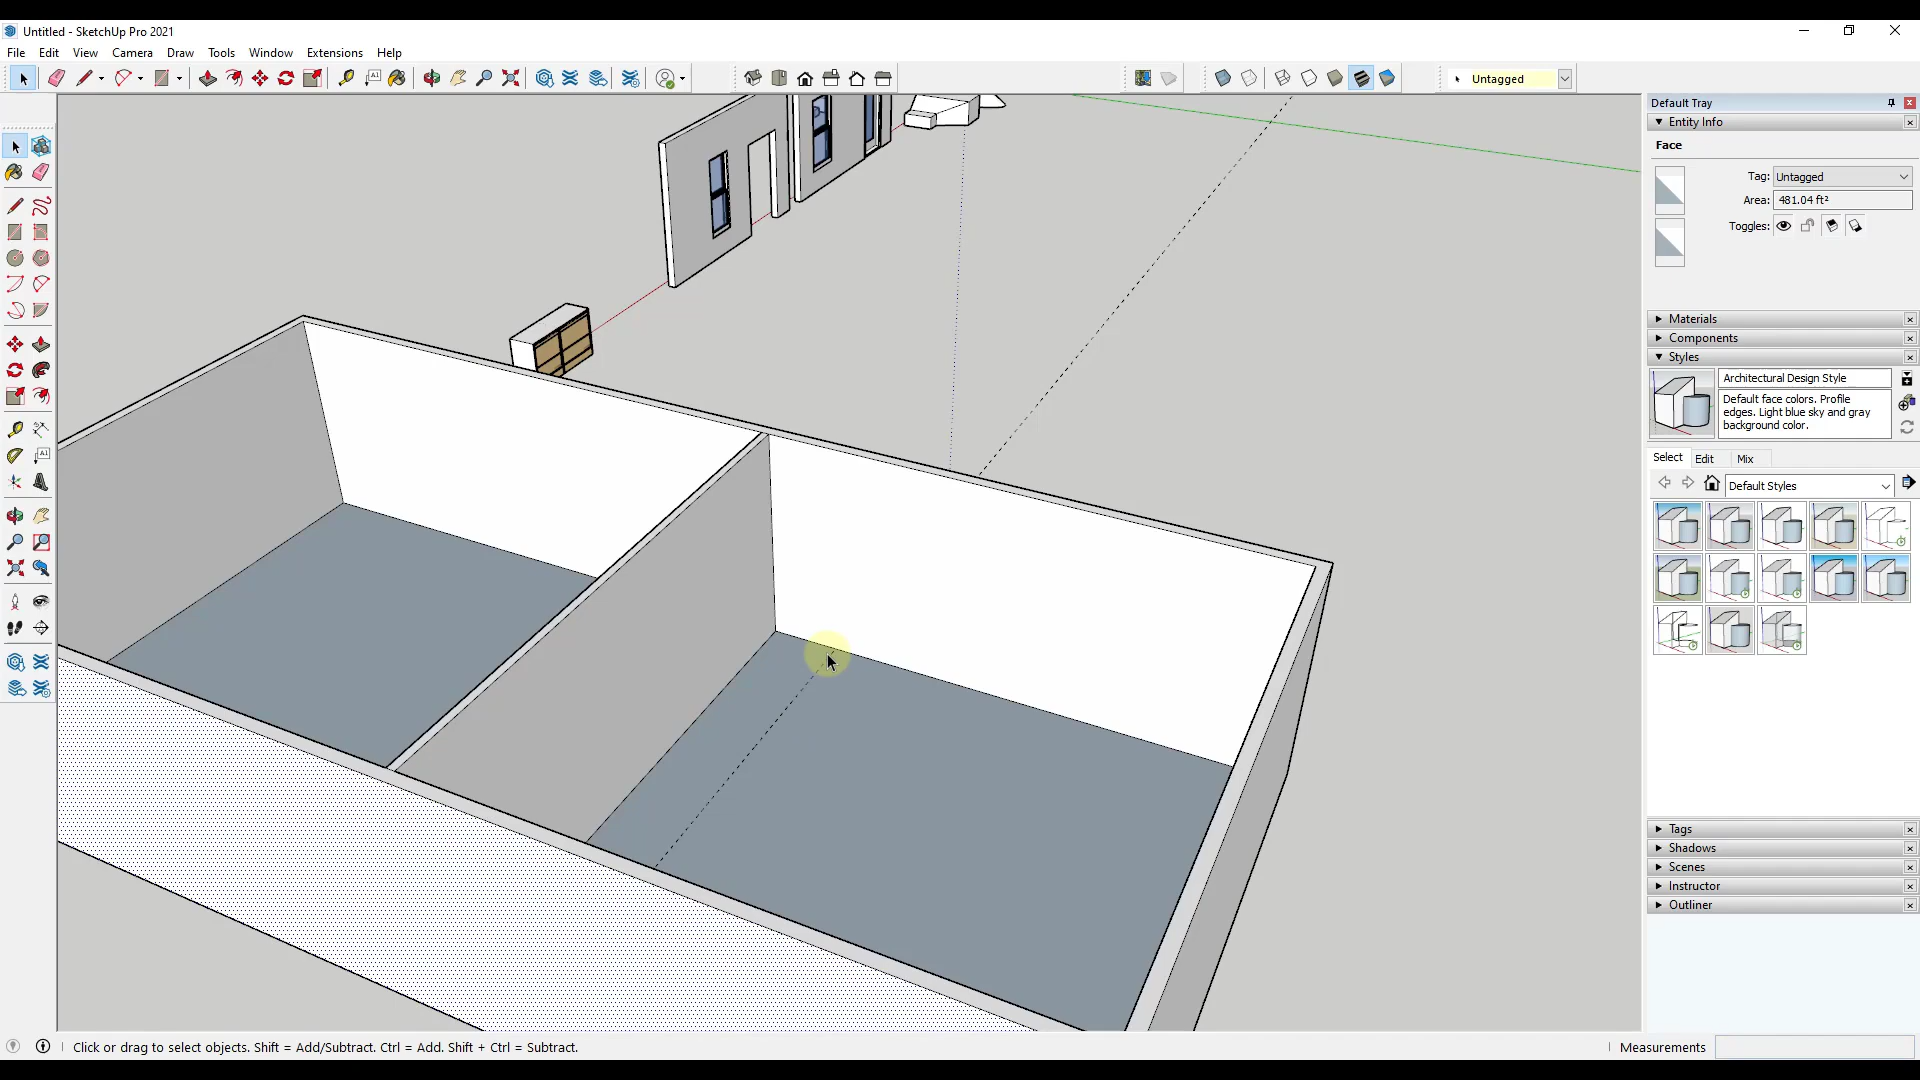 Untitled - SketchUp Pro 2021
File Edit View Camera Draw Tools Window Extensions Help
A1
Untagged
Default Tray
Entity Info
Face
Tag: Untagged
Area: 481.04 ft²
Toggles:
Materials
Components
Styles
Architectural Design Style
Default face colors. Profile
edges. Light blue sky and gray
background color.
Select Edit Mix
Default Styles
A1
Tags
Shadows
Scenes
Instructor
Outliner
Click or drag to select objects. Shift = Add/Subtract. Ctrl = Add. Shift + Ctrl = Subtract.
Measurements